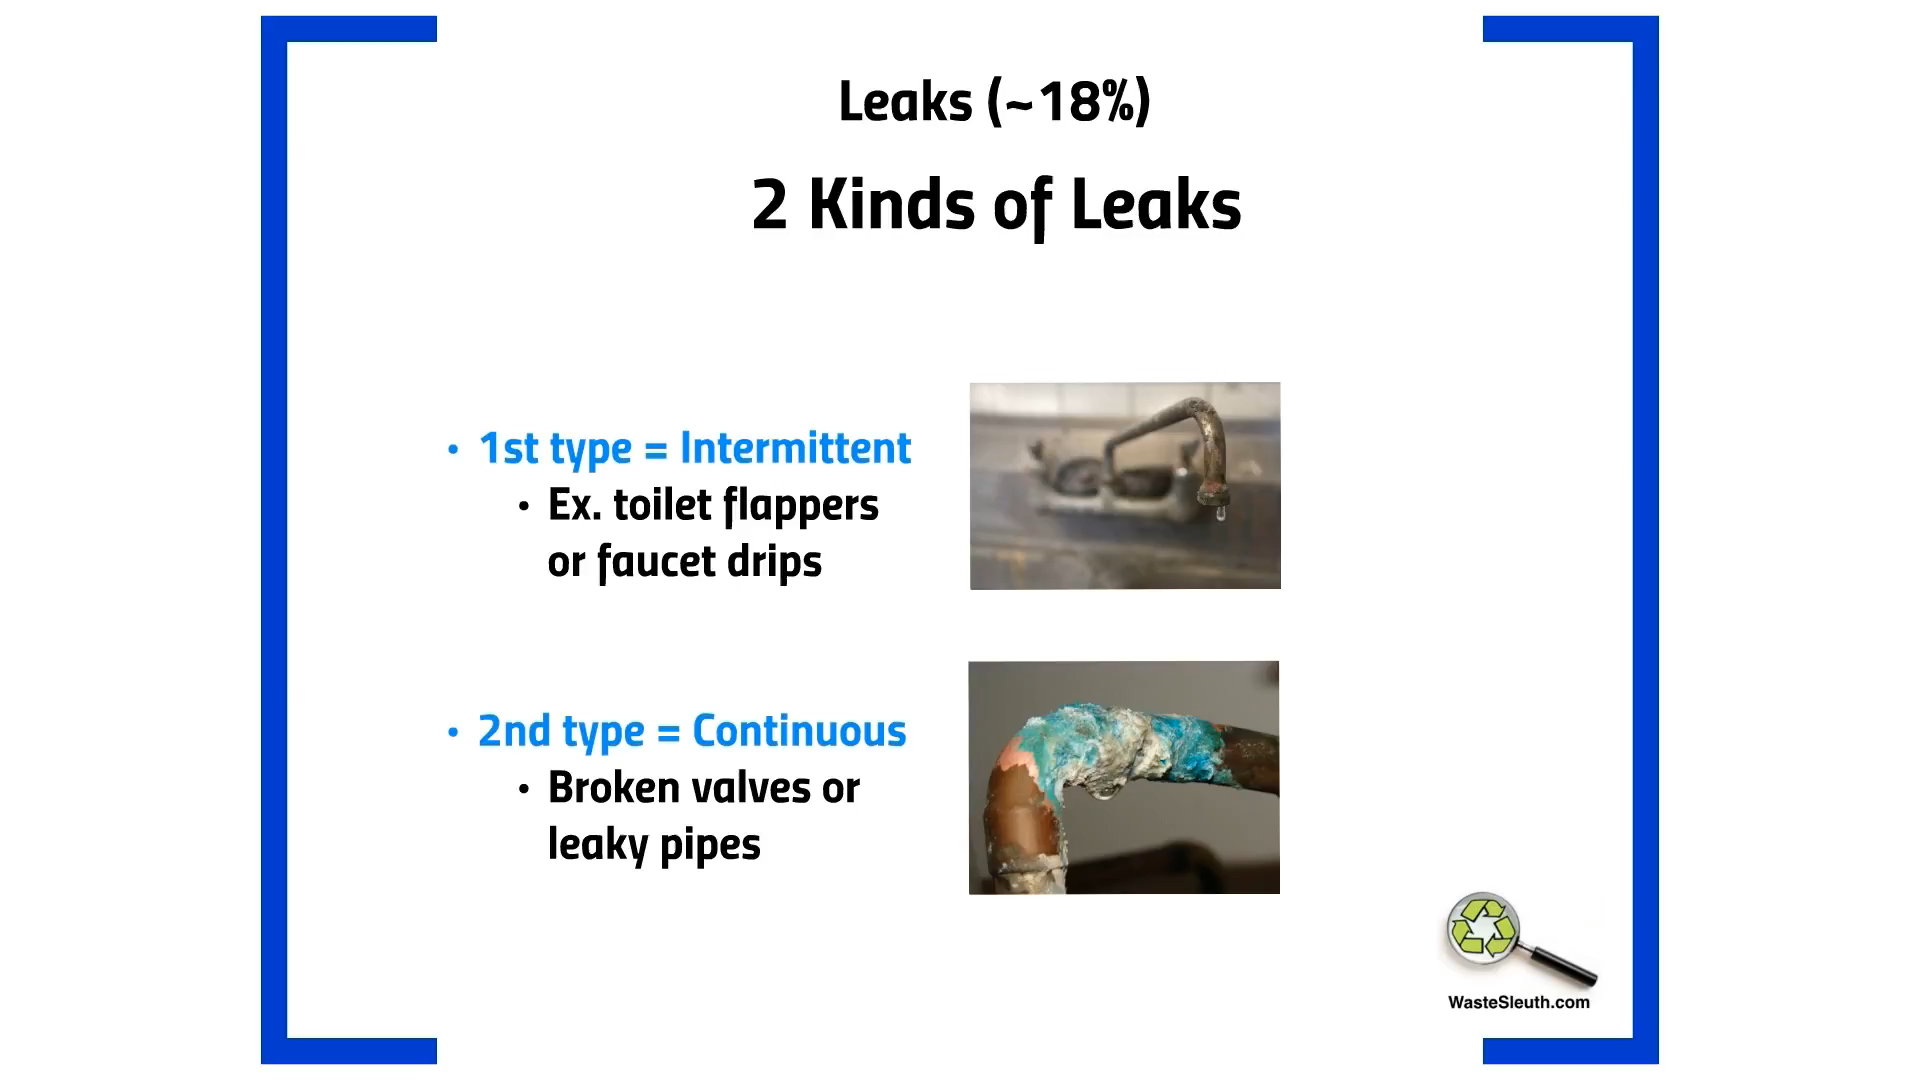 Leaks (~18%)
2 Kinds of Leaks
• 1st type = Intermittent
• Ex. toilet flappers
or faucet drips
• 2nd type = Continuous
• Broken valves or
leaky pipes
WasteSleuth.com